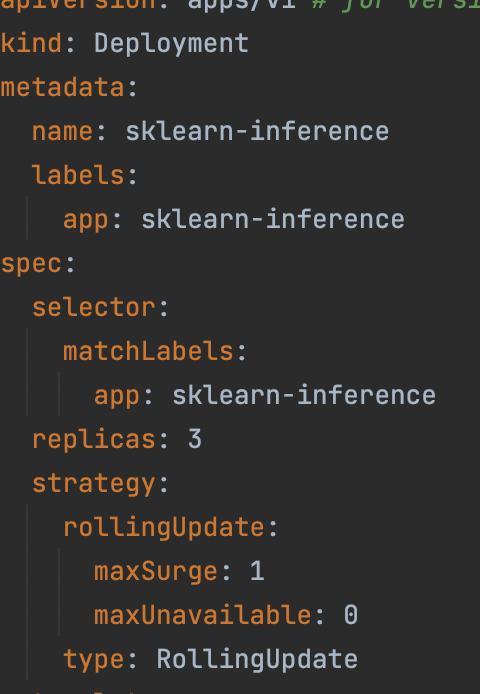 apiVersion: apps/v1 # for versi
kind: Deployment
metadata:
  name: sklearn-inference
  labels:
    app: sklearn-inference
spec:
  selector:
    matchLabels:
      app: sklearn-inference
  replicas: 3
  strategy:
    rollingUpdate:
      maxSurge: 1
      maxUnavailable: 0
    type: RollingUpdate